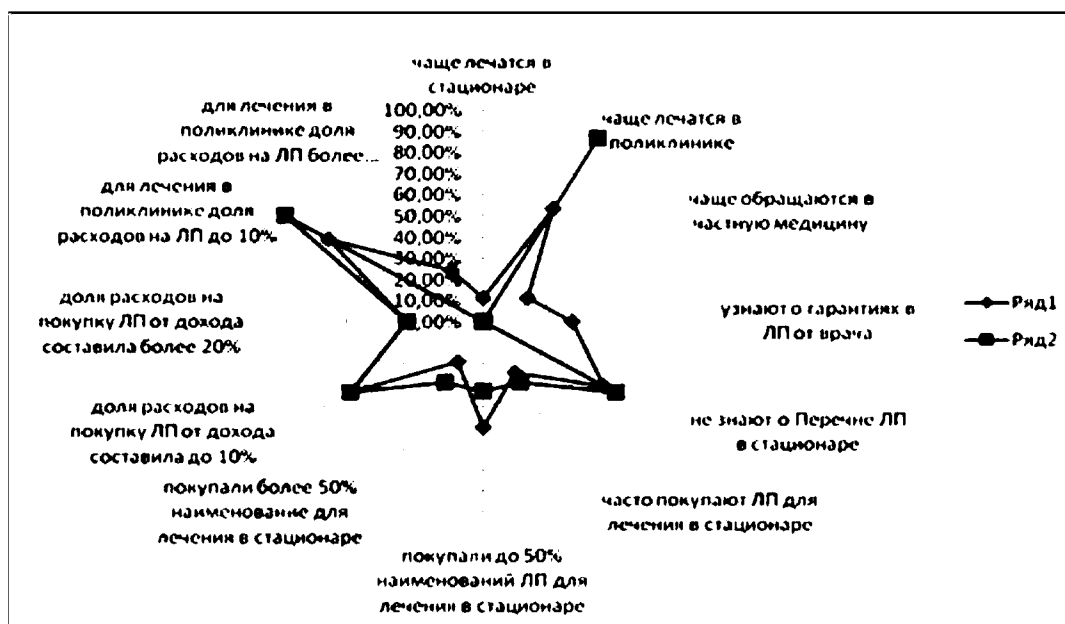 чаще лечатся в
стационаре
чаще лечатся в
поликлинике
чаще обращаются в
частную медицину
узнают о гарантиях в
ЛП от врача
не знают о Перечне ЛП
в стационаре
часто покупают ЛП для
лечения в стационаре
покупали до 50%
наименований ЛП для
лечения в стационаре
покупали более 50%
наименование для
лечения в стационаре
доля расходов на
покупку ЛП от дохода
составила до 10%
доля расходов на
покупку ЛП от дохода
составила более 20%
для лечения в
поликлинике доля
расходов на ЛП до 10%
для лечения в
поликлинике доля
расходов на ЛП более...
100,00%
90,00%
80,00%
70,00%
60,00%
50,00%
40,00%
30,00%
20,00%
10,00%
,00%
Ряд1
Ряд2